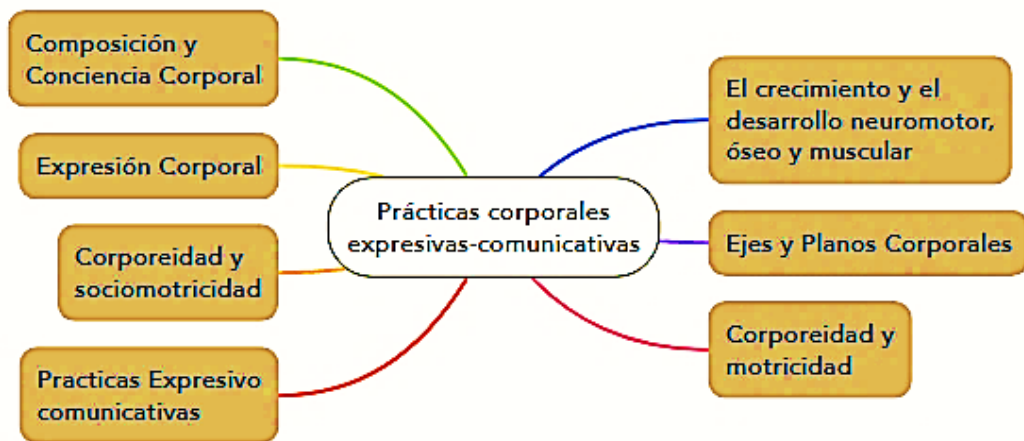 Composición y
Conciencia Corporal
Expresión Corporal
Corporeidad y
sociomotricidad
Practicas Expresivo
comunicativas
Prácticas corporales
expresivas-comunicativas
El crecimiento y el
desarrollo neuromotor,
óseo y muscular
Ejes y Planos Corporales
Corporeidad y
motricidad